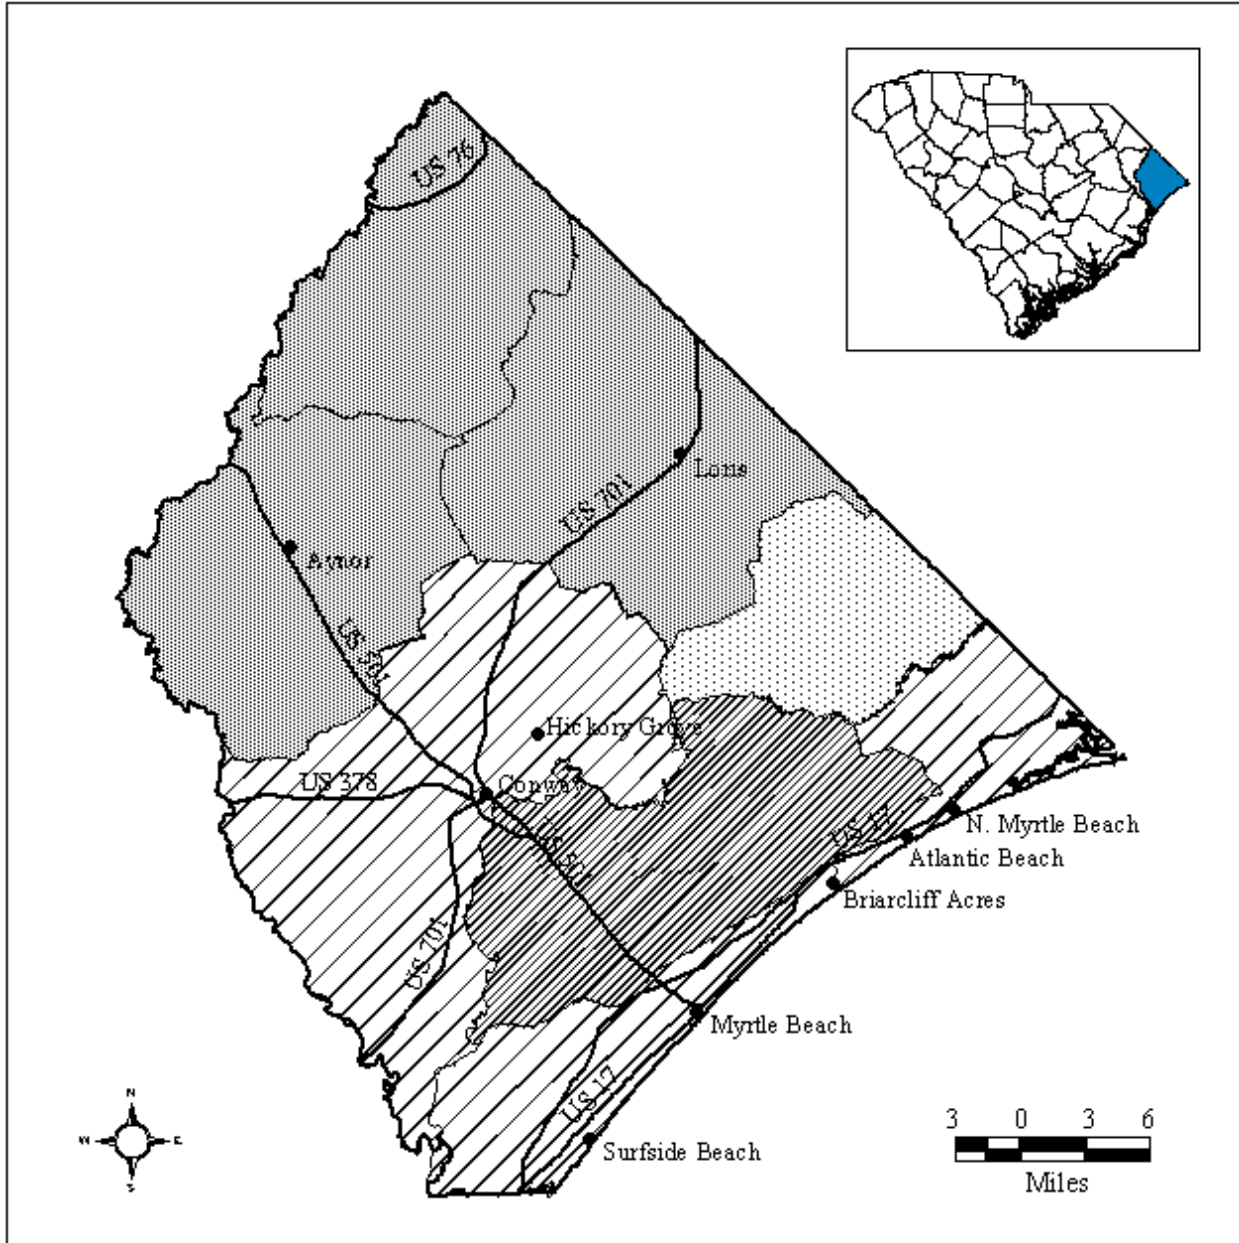 US 76
Loris
US 701
Aynor
US 501
Hickory Grove
US 378
Conway
US 501
US 17
N. Myrtle Beach
Atlantic Beach
Briarcliff Acres
US 701
Myrtle Beach
US 17
Surfside Beach
N
W E
S
3 0 3 6
Miles